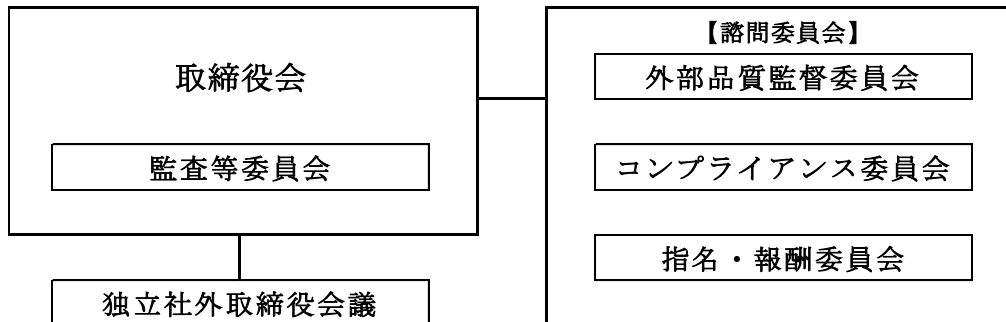 取締役会
監査等委員会
独立社外取締役会議
【諮問委員会】
外部品質監督委員会
コンプライアンス委員会
指名・報酬委員会